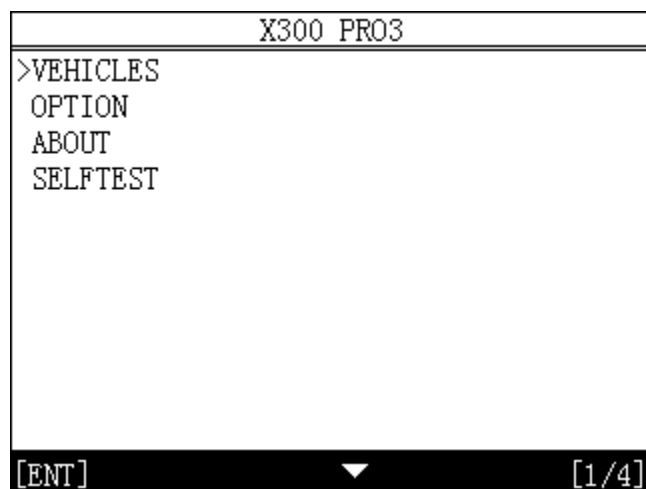 X300 PRO3
>VEHICLES
OPTION
ABOUT
SELFTEST
[ENT] [1/4]